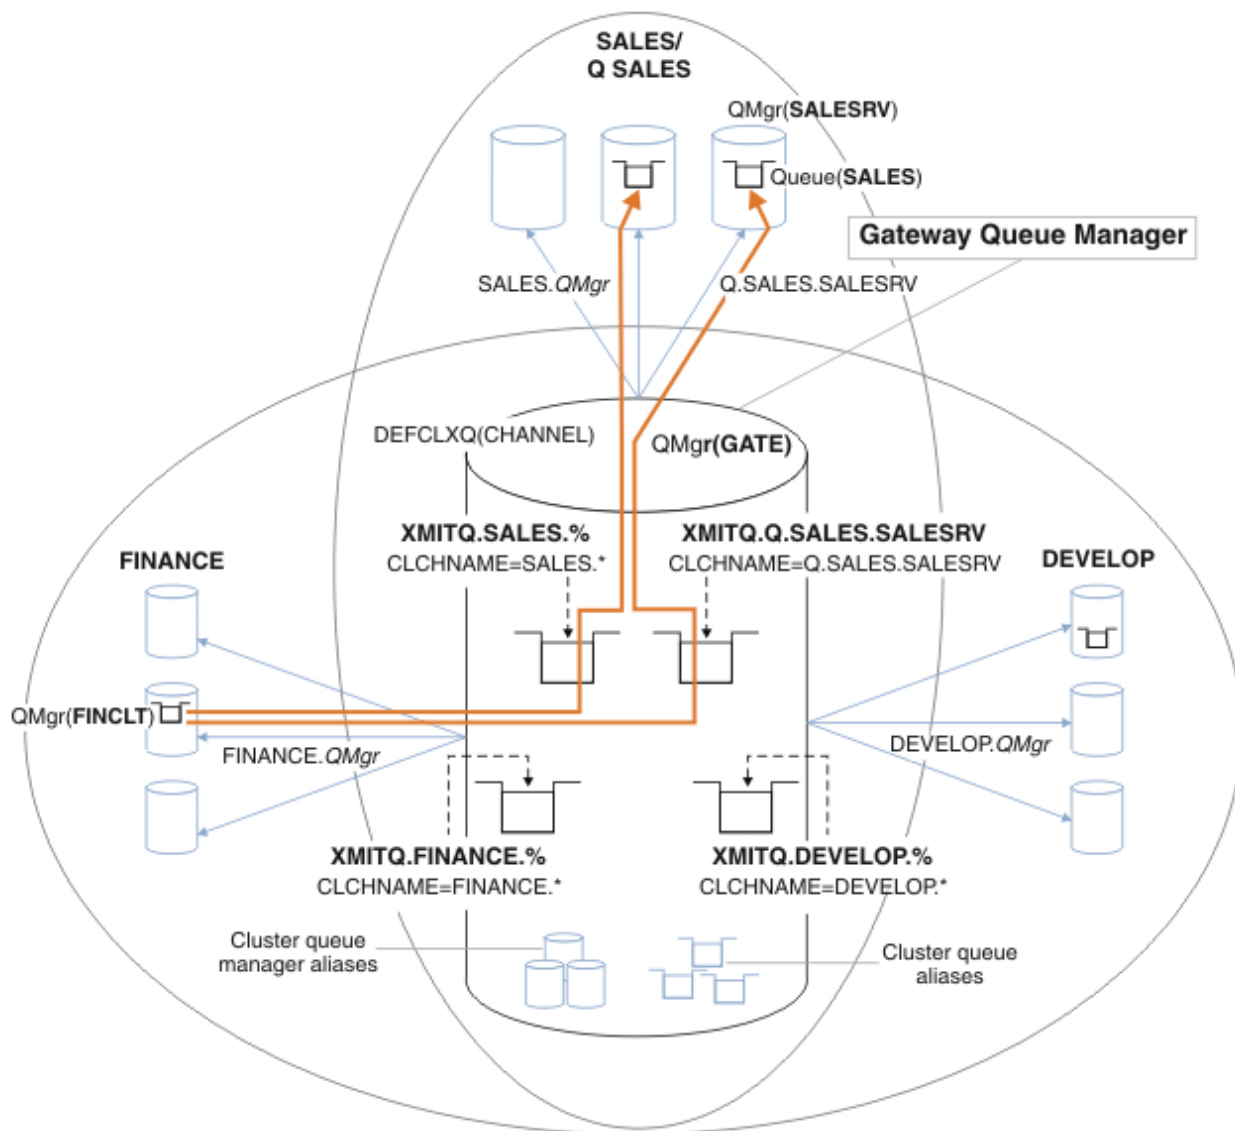 SALES/
Q SALES
QMgr(SALESRV)
Queue(SALES)
Gateway Queue Manager
SALES.QMgr
Q.SALES.SALESRV
DEFCLXQ(CHANNEL)
QMgr(GATE)
XMITQ.SALES.%
CLCHNAME=SALES.*
XMITQ.Q.SALES.SALESRV
CLCHNAME=Q.SALES.SALESRV
FINANCE
DEVELOP
QMgr(FINCLT)
FINANCE.QMgr
DEVELOP.QMgr
XMITQ.FINANCE.%
CLCHNAME=FINANCE.*
XMITQ.DEVELOP.%
CLCHNAME=DEVELOP.*
Cluster queue
manager aliases
Cluster queue
aliases